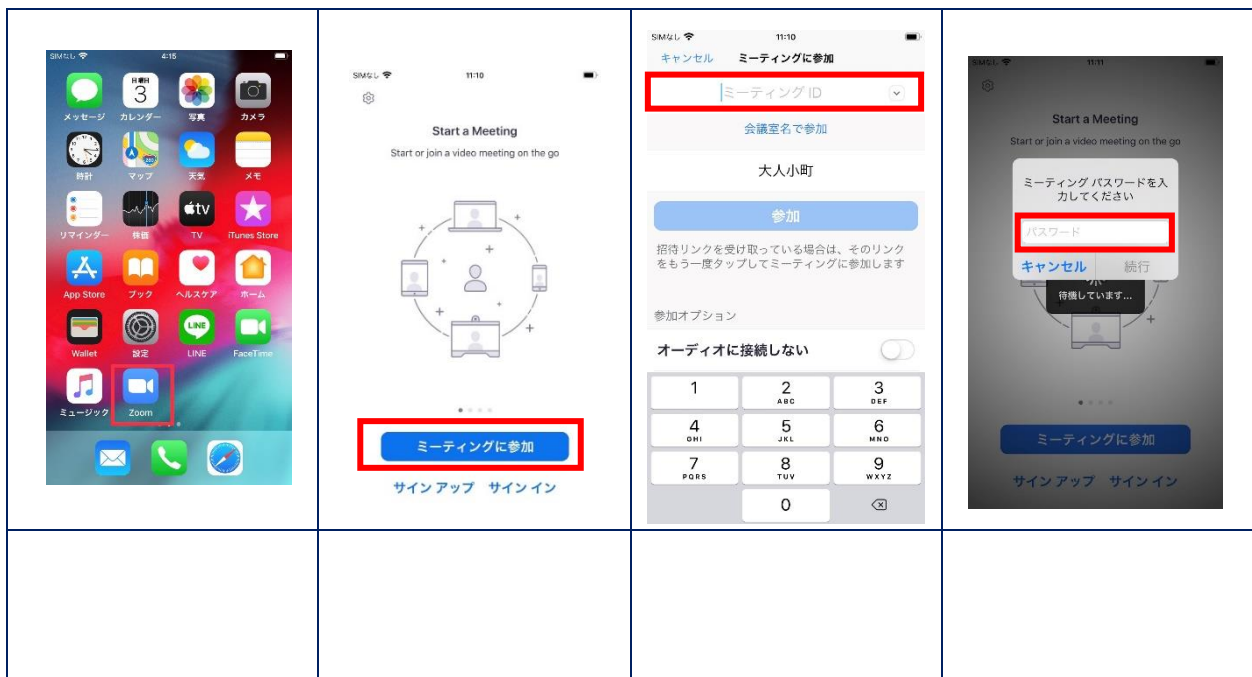 SIMなし 4:15
日曜日
3
メッセージ カレンダー 写真 カメラ
280
時計 マップ 天気 メモ
tv
リマインダー 株価 TV iTunes Store
App Store ブック ヘルスケア ホーム
LINE
Wallet 設定 LINE FaceTime
ミュージック Zoom
SIMなし 11:10
Start a Meeting
Start or join a video meeting on the go
ミーティングに参加
サインアップ サインイン
SIMなし 11:10
キャンセル ミーティングに参加
ミーティング ID
会議室名で参加
大人小町
参加
招待リンクを受け取っている場合は、そのリンク
をもう一度タップしてミーティングに参加します
参加オプション
オーディオに接続しない
1 2 3
ABC DEF
4 5 6
GHI JKL MNO
7 8 9
PQRS TUV WXYZ
0
SIMなし 11:11
Start a Meeting
Start or join a video meeting on the go
ミーティング パスワードを入
力してください
パスワード
キャンセル 続行
待機しています...
ミーティングに参加
サインアップ サインイン